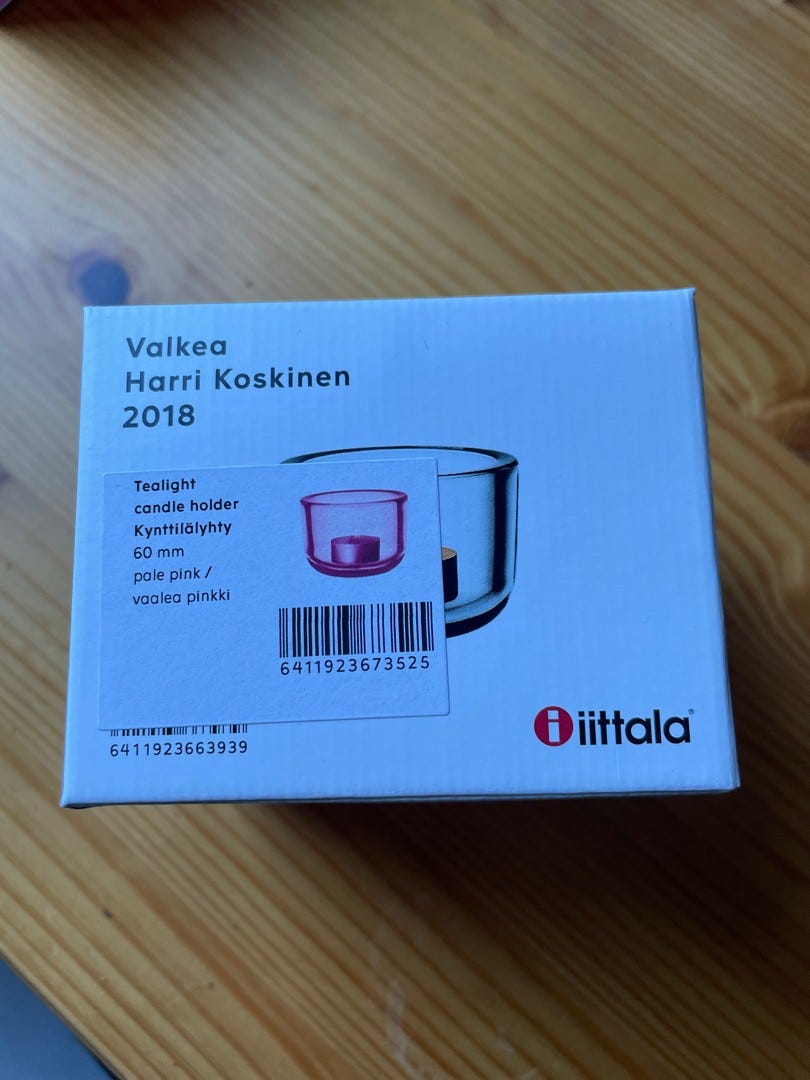 Valkea
Harri Koskinen
2018
Tealight
candle holder
Kynttilälyhty
60 mm
pale pink /
vaalea pinkki
6411923673525
6411923663939
iittala®